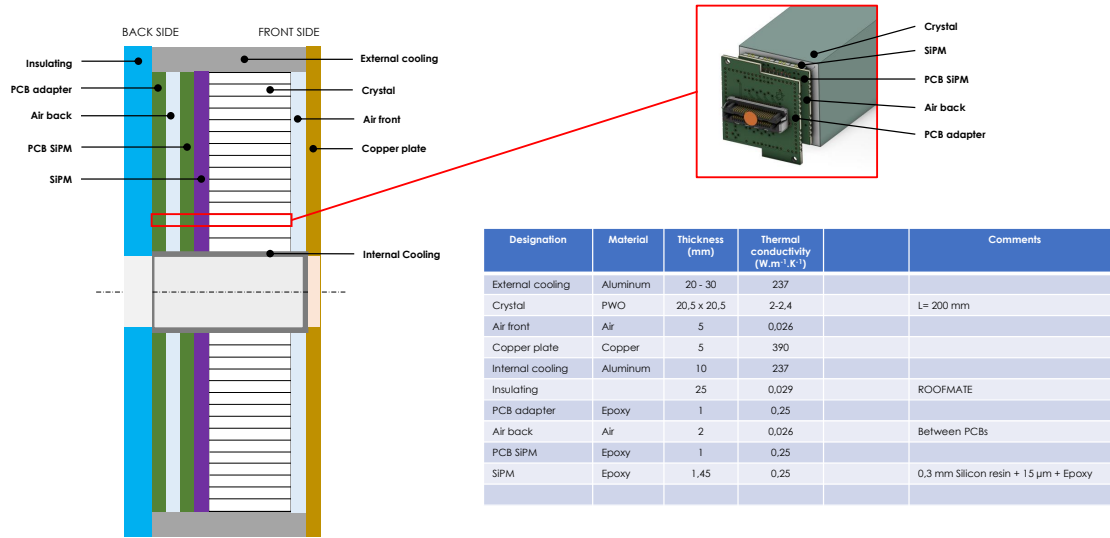 BACK SIDE
FRONT SIDE
Insulating
PCB adapter
Air back
PCB SiPM
SiPM
External cooling
Crystal
Air front
Copper plate
Internal Cooling
Crystal
SiPM
PCB SiPM
Air back
PCB adapter
Designation Material Thickness (mm) Thermal conductivity (W.m-1.K-1) Comments
External cooling Aluminum 20 - 30 237
Crystal PWO 20,5 x 20,5 2-2,4 L= 200 mm
Air front Air 5 0,026
Copper plate Copper 5 390
Internal cooling Aluminum 10 237
Insulating 25 0,029 ROOFMATE
PCB adapter Epoxy 1 0,25
Air back Air 2 0,026 Between PCBs
PCB SiPM Epoxy 1 0,25
SiPM Epoxy 1,45 0,25 0,3 mm Silicon resin + 15 µm + Epoxy